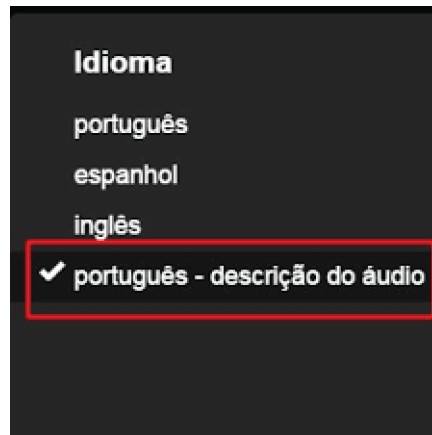 Idioma
português
espanhol
inglês
português - descrição do áudio